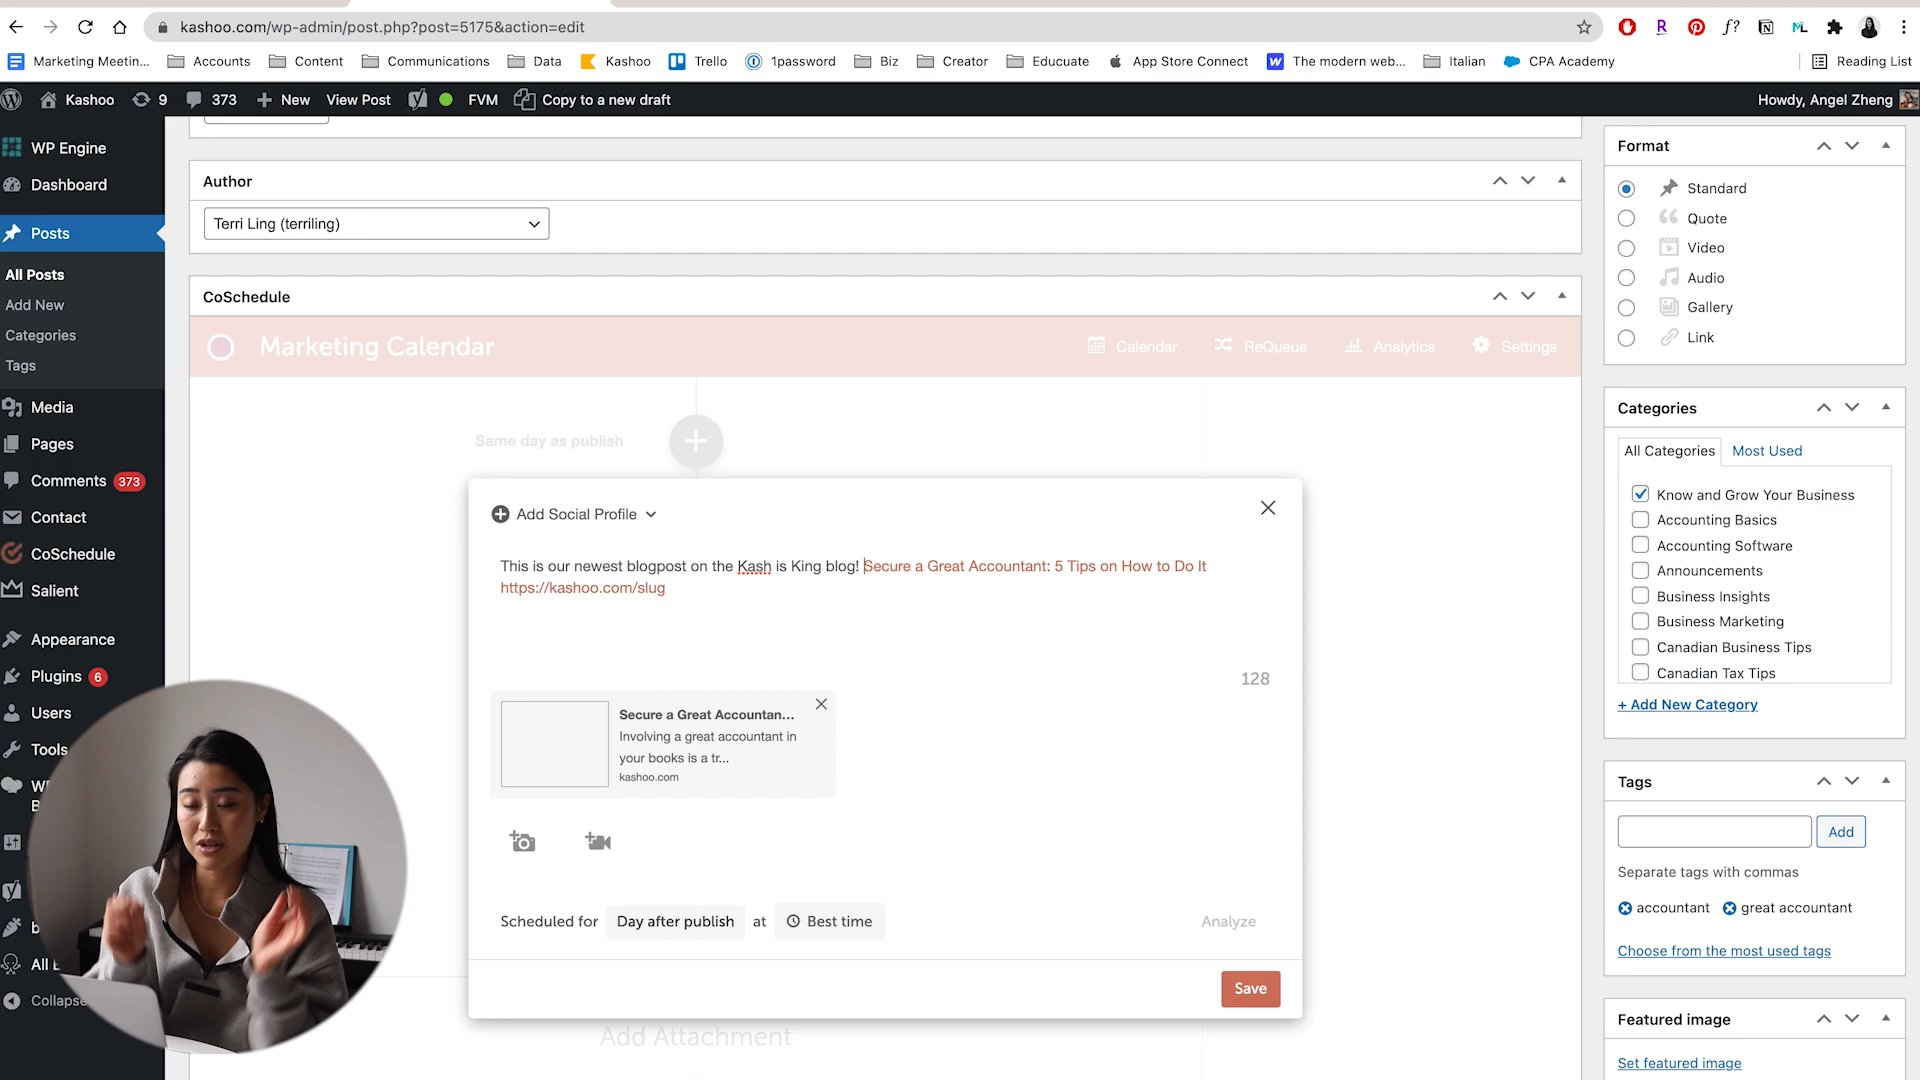 kashoo.com/wp-admin/post.php?post=5175&action=edit
Marketing Meetin...
Accounts
Content
Communications
Data
Kashoo
Trello
1password
Biz
Creator
Educuate
App Store Connect
The modern web...
Italian
CPA Academy
Reading List
Kashoo
9
373
New
View Post
FVM
Copy to a new draft
Howdy, Angel Zheng
WP Engine
Dashboard
Posts
All Posts
Add New
Categories
Tags
Media
Pages
Comments 373
Contact
CoSchedule
Salient
Appearance
Plugins 6
Users
Tools
Collapse
Author
Terri Ling (terriling)
CoSchedule
Marketing Calendar
Calendar
ReQueue
Analytics
Settings
Same day as publish
Add Social Profile
This is our newest blogpost on the Kash is King blog! Secure a Great Accountant: 5 Tips on How to Do It
https://kashoo.com/slug
128
Secure a Great Accountan...
Involving a great accountant in
your books is a tr...
kashoo.com
Scheduled for Day after publish at Best time
Analyze
Save
Add Attachment
Format
Standard
Quote
Video
Audio
Gallery
Link
Categories
All Categories
Most Used
Know and Grow Your Business
Accounting Basics
Accounting Software
Announcements
Business Insights
Business Marketing
Canadian Business Tips
Canadian Tax Tips
+ Add New Category
Tags
Add
Separate tags with commas
accountant
great accountant
Choose from the most used tags
Featured image
Set featured image